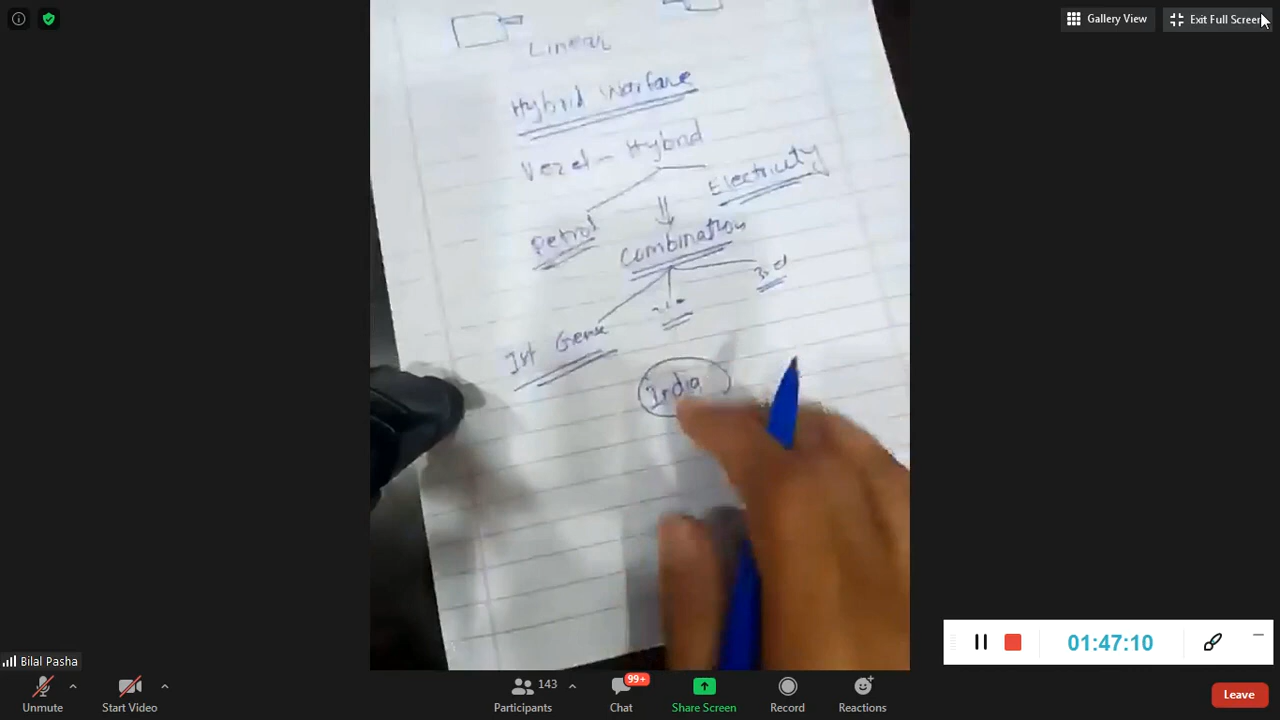 Gallery View
Exit Full Screen
Linear
Hybrid Warfare
Vezel - Hybrid
Electricity
Petrol
Combination
3rd
1st Gene
India
01:47:10
Bilal Pasha
Unmute
Start Video
143
Participants
99+
Chat
Share Screen
Record
Reactions
Leave